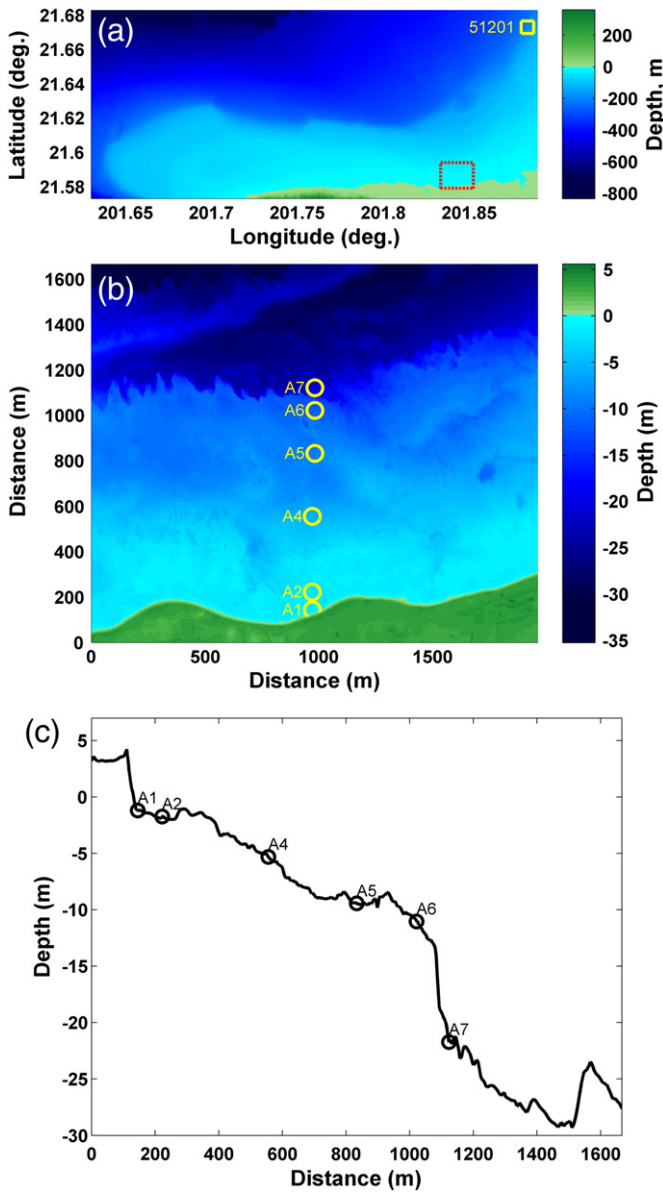 (a)
51201
21.68
21.64
21.62
21.6
21.58
Latitude (deg.)
201.65 201.7 201.75 201.8 201.85
Longitude (deg.)
200
0
-200
-400
-600
-800
Depth, m
(b)
1600
1400
1200
1000
800
600
400
200
0
Distance (m)
A7
A6
A5
A4
A2
A1
0 500 1000 1500
Distance (m)
5
0
-5
-10
-15
-20
-25
-30
-35
Depth (m)
(c)
5
0
-5
-10
-15
-20
-25
-30
Depth (m)
A1
A2
A4
A5
A6
A7
0 200 400 600 800 1000 1200 1400 1600
Distance (m)